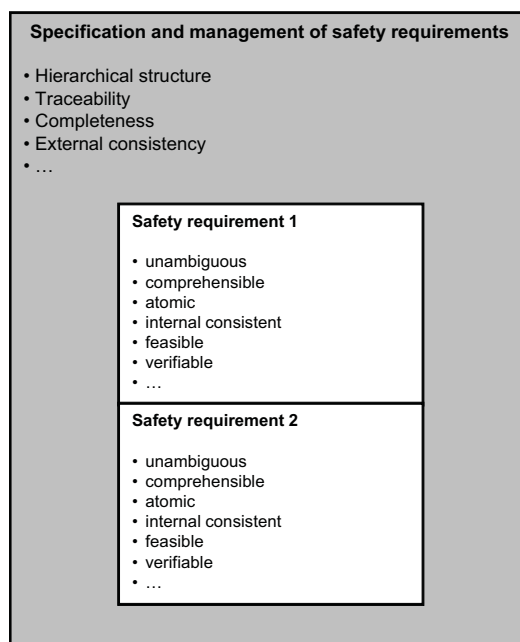 Specification and management of safety requirements
• Hierarchical structure
• Traceability
• Completeness
• External consistency
• …
Safety requirement 1
• unambiguous
• comprehensible
• atomic
• internal consistent
• feasible
• verifiable
• …
Safety requirement 2
• unambiguous
• comprehensible
• atomic
• internal consistent
• feasible
• verifiable
• …